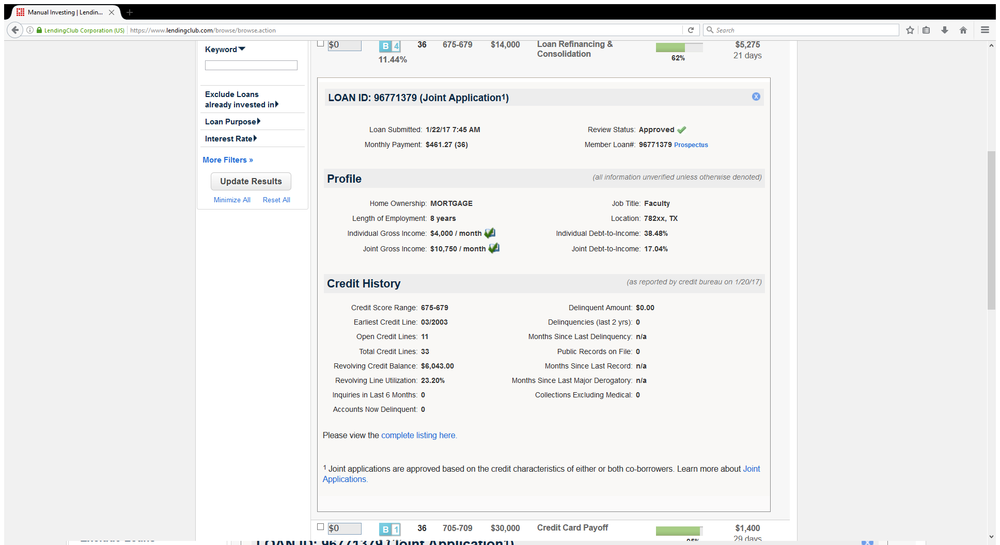 Manual Investing | Lendin...
LendingClub Corporation (US)
https://www.lendingclub.com/browse/browse.action
Search
Keyword
Exclude Loans
already invested in
Loan Purpose
Interest Rate
More Filters »
Update Results
Minimize All Reset All
$0 B 4 36 675-679 $14,000 Loan Refinancing & $5,275
Consolidation 21 days
11.44% 62%
LOAN ID: 96771379 (Joint Application1)
X
Loan Submitted: 1/22/17 7:45 AM Review Status: Approved
Monthly Payment: $461.27 (36) Member Loan#: 96771379 Prospectus
Profile (all information unverified unless otherwise denoted)
Home Ownership: MORTGAGE Job Title: Faculty
Length of Employment: 8 years Location: 782xx, TX
Individual Gross Income: $4,000 / month Individual Debt-to-Income: 38.48%
Joint Gross Income: $10,750 / month Joint Debt-to-Income: 17.04%
Credit History (as reported by credit bureau on 1/20/17)
Credit Score Range: 675-679 Delinquent Amount: $0.00
Earliest Credit Line: 03/2003 Delinquencies (last 2 yrs): 0
Open Credit Lines: 11 Months Since Last Delinquency: n/a
Total Credit Lines: 33 Public Records on File: 0
Revolving Credit Balance: $6,043.00 Months Since Last Record: n/a
Revolving Line Utilization: 23.20% Months Since Last Major Derogatory: n/a
Inquiries in Last 6 Months: 0 Collections Excluding Medical: 0
Accounts Now Delinquent: 0
Please view the complete listing here.
1 Joint applications are approved based on the credit characteristics of either or both co-borrowers. Learn more about Joint
Applications.
$0 B 1 36 705-709 $30,000 Credit Card Payoff $1,400
29 days
LOAN ID: 96771379 (Joint Application1)